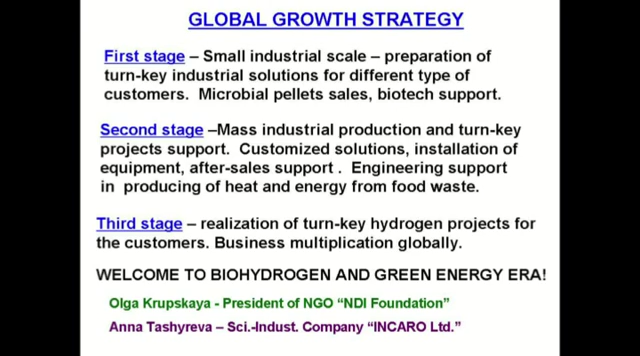 GLOBAL GROWTH STRATEGY
First stage – Small industrial scale – preparation of
turn-key industrial solutions for different type of
customers. Microbial pellets sales, biotech support.
Second stage –Mass industrial production and turn-key
projects support. Customized solutions, installation of
equipment, after-sales support . Engineering support
in producing of heat and energy from food waste.
Third stage – realization of turn-key hydrogen projects for
the customers. Business multiplication globally.
WELCOME TO BIOHYDROGEN AND GREEN ENERGY ERA!
Olga Krupskaya - President of NGO “NDI Foundation”
Anna Tashyreva – Sci.-Indust. Company “INCARO Ltd.”